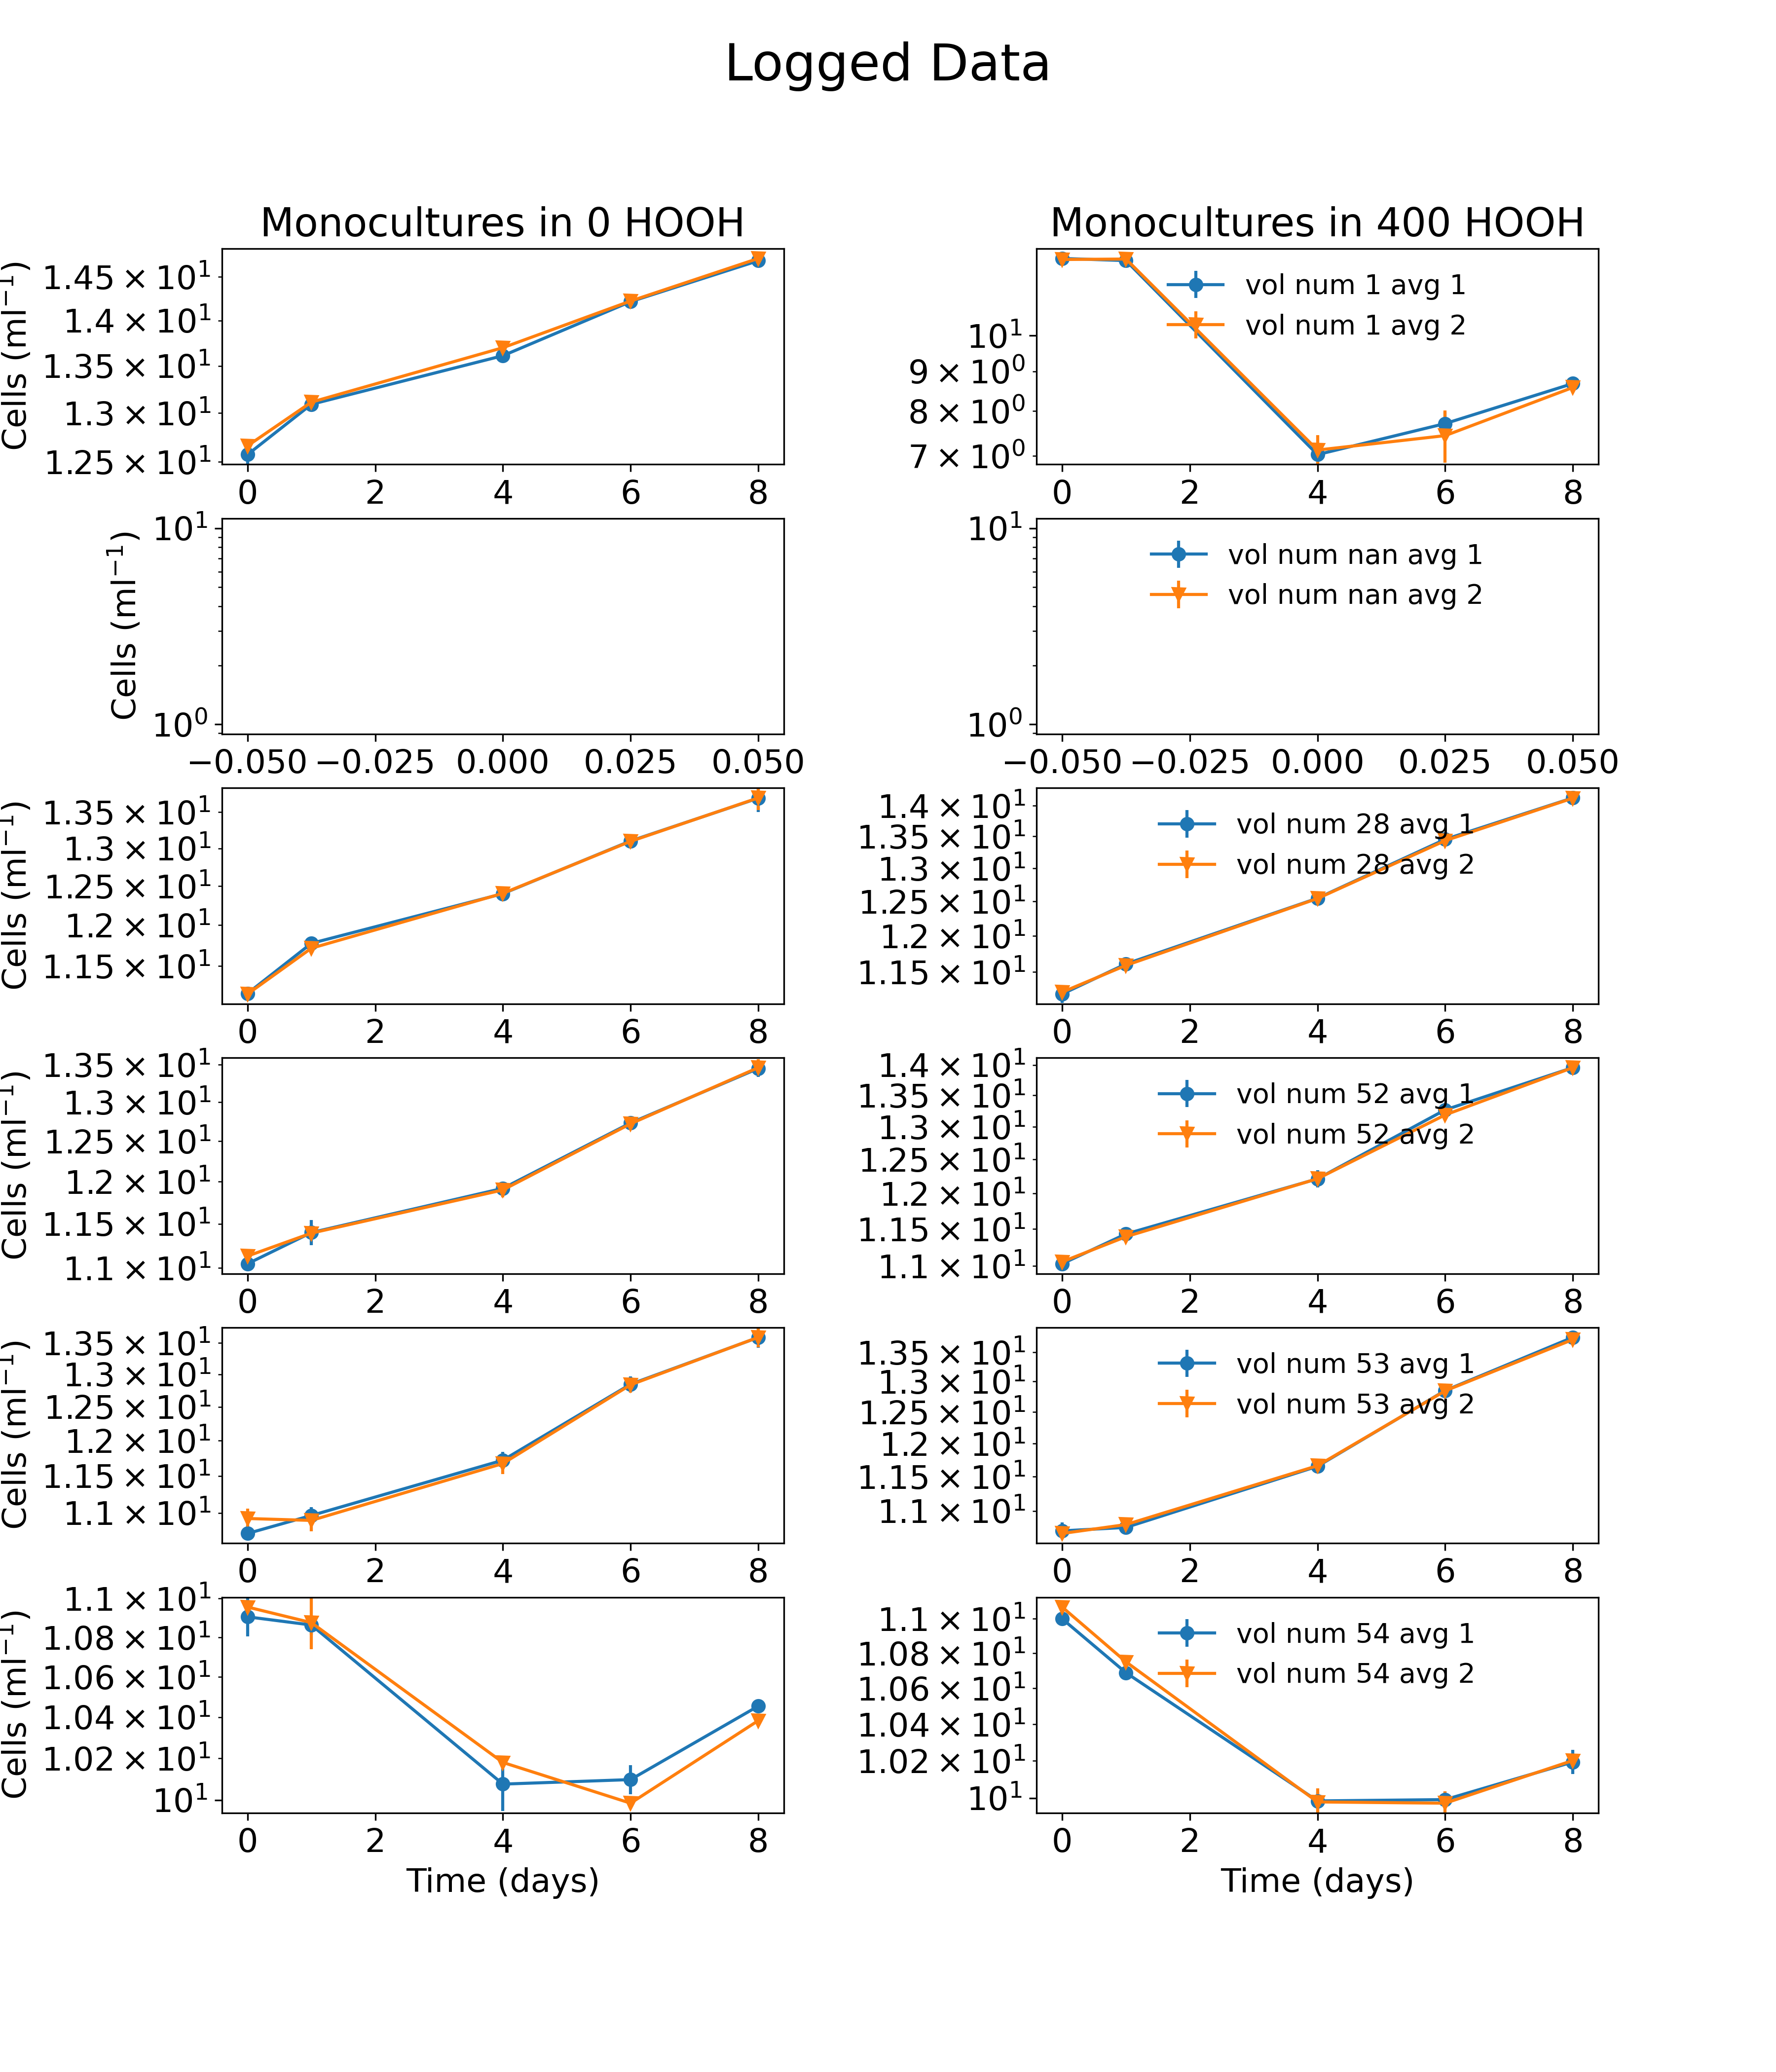 Logged Data
Monocultures in 0 HOOH
Monocultures in 400 HOOH
Cells (ml⁻¹)
1.45 × 10¹
1.4 × 10¹
1.35 × 10¹
1.3 × 10¹
1.25 × 10¹
0 2 4 6 8
10¹
9 × 10⁰
8 × 10⁰
7 × 10⁰
vol num 1 avg 1
vol num 1 avg 2
0 2 4 6 8
Cells (ml⁻¹)
10¹
10⁰
−0.050 −0.025 0.000 0.025 0.050
10¹
10⁰
vol num nan avg 1
vol num nan avg 2
−0.050 −0.025 0.000 0.025 0.050
Cells (ml⁻¹)
1.35 × 10¹
1.3 × 10¹
1.25 × 10¹
1.2 × 10¹
1.15 × 10¹
0 2 4 6 8
1.4 × 10¹
1.35 × 10¹
1.3 × 10¹
1.25 × 10¹
1.2 × 10¹
1.15 × 10¹
vol num 28 avg 1
vol num 28 avg 2
0 2 4 6 8
Cells (ml⁻¹)
1.35 × 10¹
1.3 × 10¹
1.25 × 10¹
1.2 × 10¹
1.15 × 10¹
1.1 × 10¹
0 2 4 6 8
1.4 × 10¹
1.35 × 10¹
1.3 × 10¹
1.25 × 10¹
1.2 × 10¹
1.15 × 10¹
1.1 × 10¹
vol num 52 avg 1
vol num 52 avg 2
0 2 4 6 8
Cells (ml⁻¹)
1.35 × 10¹
1.3 × 10¹
1.25 × 10¹
1.2 × 10¹
1.15 × 10¹
1.1 × 10¹
0 2 4 6 8
1.35 × 10¹
1.3 × 10¹
1.25 × 10¹
1.2 × 10¹
1.15 × 10¹
1.1 × 10¹
vol num 53 avg 1
vol num 53 avg 2
0 2 4 6 8
Cells (ml⁻¹)
1.1 × 10¹
1.08 × 10¹
1.06 × 10¹
1.04 × 10¹
1.02 × 10¹
10¹
0 2 4 6 8
Time (days)
1.1 × 10¹
1.08 × 10¹
1.06 × 10¹
1.04 × 10¹
1.02 × 10¹
10¹
vol num 54 avg 1
vol num 54 avg 2
0 2 4 6 8
Time (days)